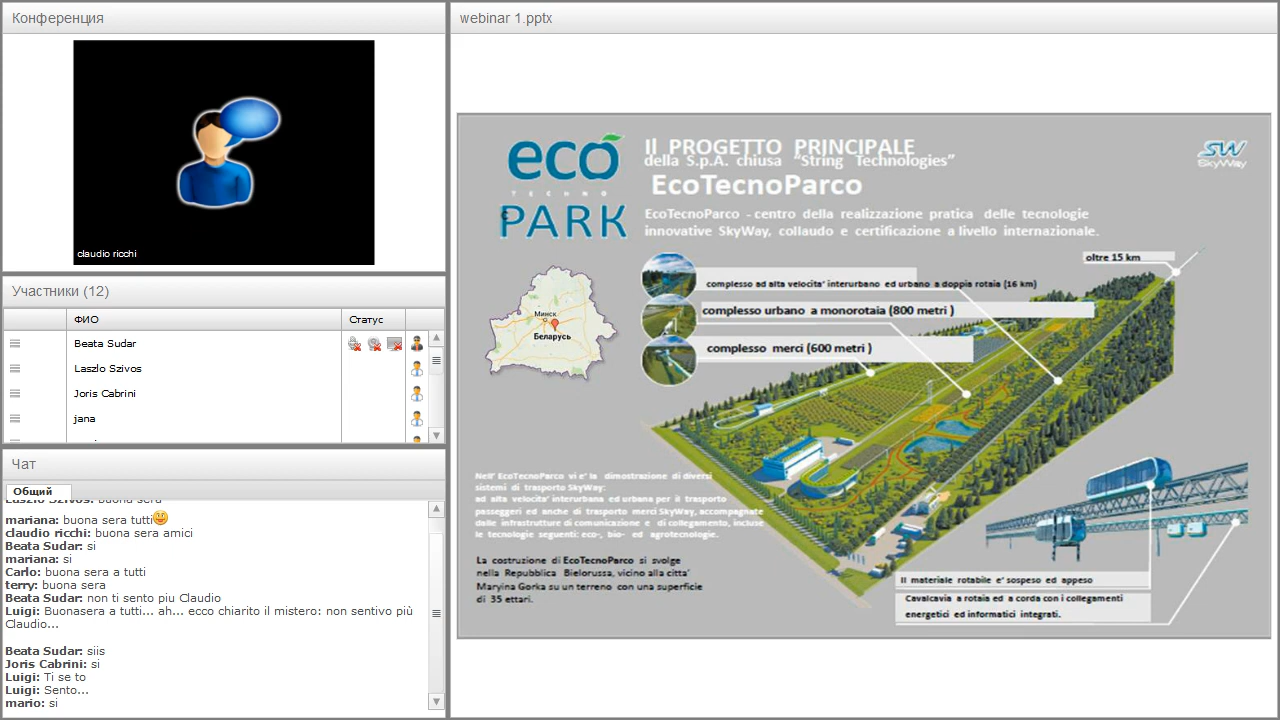 Конференция
claudio ricchi
Участники (12)
ФИО
Статус
Beata Sudar
Laszlo Szivos
Joris Cabrini
jana
Чат
Общий
Laszlo Szivos: buona sera
mariana: buona sera tutti
claudio ricchi: buona sera amici
Beata Sudar: si
mariana: si
Carlo: buona sera a tutti
terry: buona sera
Beata Sudar: non ti sento piu Claudio
Luigi: Buonasera a tutti... ah... ecco chiarito il mistero: non sentivo più
Claudio...
Beata Sudar: siis
Joris Cabrini: si
Luigi: Ti se to
Luigi: Sento...
mario: si
webinar 1.pptx
eco
TECHNO
PARK
Il PROGETTO PRINCIPALE
della S.p.A. chiusa "String Technologies"
EcoTecnoParco
EcoTecnoParco - centro della realizzazione pratica delle tecnologie
innovative SkyWay, collaudo e certificazione a livello internazionale.
SW
SkyWay
oltre 15 km
complesso ad alta velocita' interurbano ed urbano a doppia rotaia (16 km)
complesso urbano a monorotaia (800 metri )
complesso merci (600 metri )
Минск
Беларусь
Nell' EcoTecnoParco vi e' la dimostrazione di diversi
sistemi di trasporto SkyWay:
ad alta velocita' interurbana ed urbana per il trasporto
passeggeri ed anche di trasporto merci SkyWay, accompagnate
dalle infrastrutture di comunicazione e di collegamento, incluse
le tecnologie seguenti: eco-, bio- ed agrotecnologie.
La costruzione di EcoTecnoParco si svolge
nella Repubblica Bielorussa, vicino alla citta'
Maryina Gorka su un terreno con una superficie
di 35 ettari.
Il materiale rotabile e' sospeso ed appeso
Cavalcavia a rotaia ed a corda con i collegamenti
energetici ed informatici integrati.